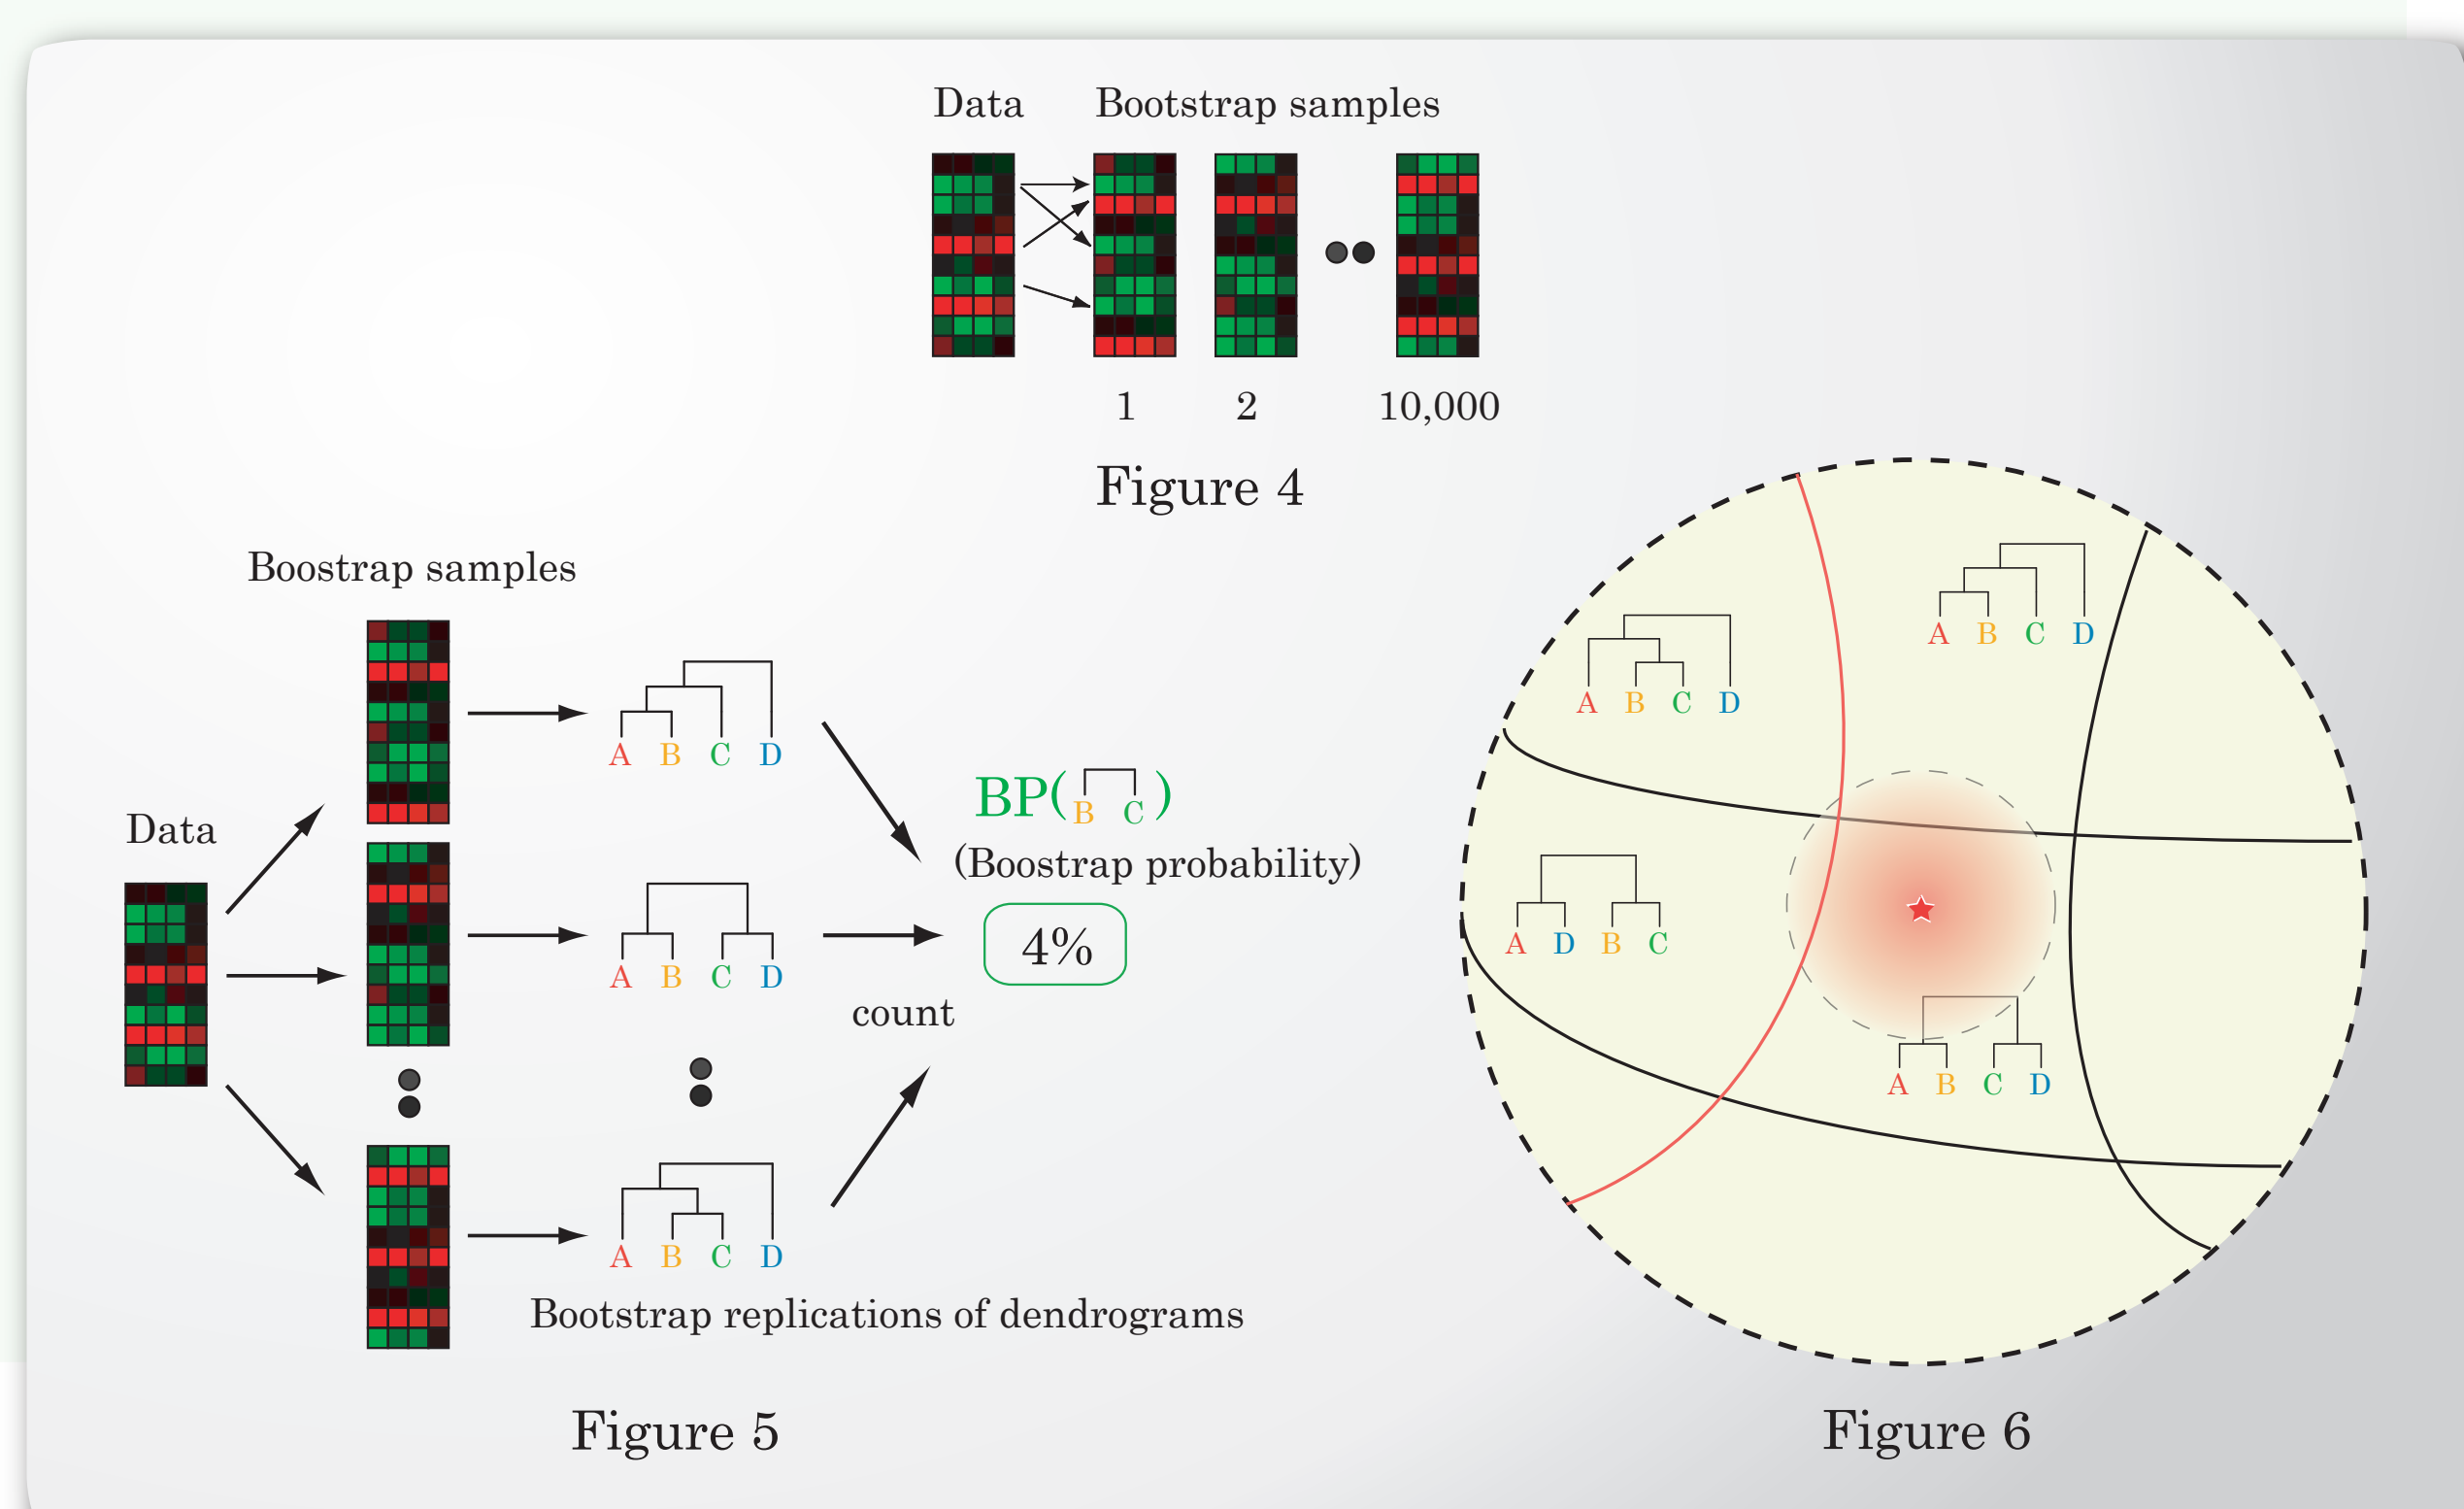 Data Bootstrap samples
1 2 10,000
Figure 4
Boostrap samples
Data
A B C D
A B C D
A B C D
BP( B C )
(Boostrap probability)
4%
count
Bootstrap replications of dendrograms
Figure 5
A B C D
A B C D
A D B C
A B C D
Figure 6